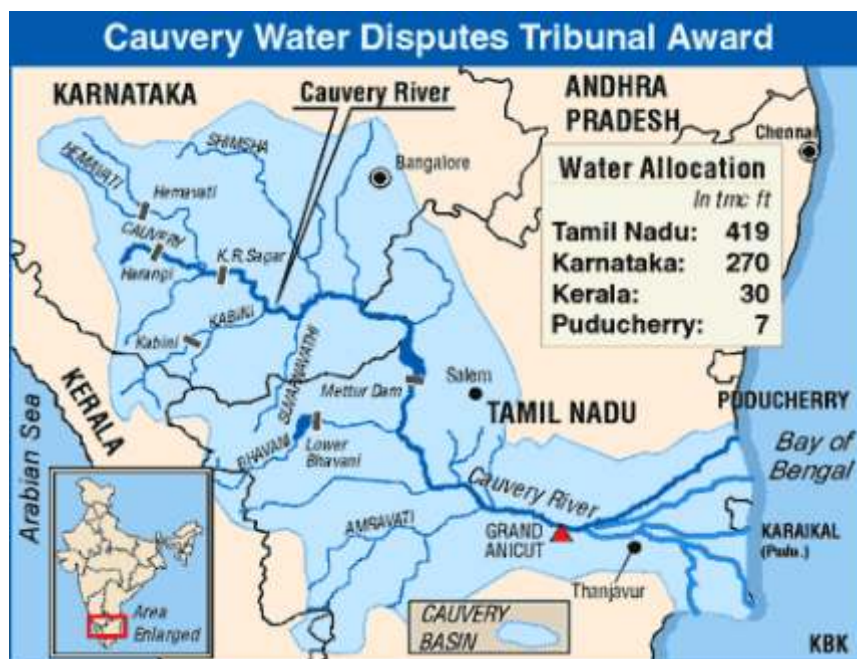 Cauvery Water Disputes Tribunal Award
KARNATAKA
Cauvery River
ANDHRA
PRADESH
Chennai
SHIMSHA
HEMAVATI
Hemavati
Bangalore
Water Allocation
In tmc ft
Tamil Nadu: 419
Karnataka: 270
Kerala: 30
Puducherry: 7
CAUVERY
K.R.Sagar
Harangi
KABINI
Kabini
SUVARNAVATHI
Mettur Dam
Salem
KERALA
TAMIL NADU
PUDUCHERRY
Arabian Sea
BHAVANI
Lower
Bhavani
Bay of
Bengal
Cauvery River
AMRAVATI
GRAND
ANICUT
KARAIKAL
(Pudu.)
Thanjavur
Area
Enlarged
CAUVERY
BASIN
KBK